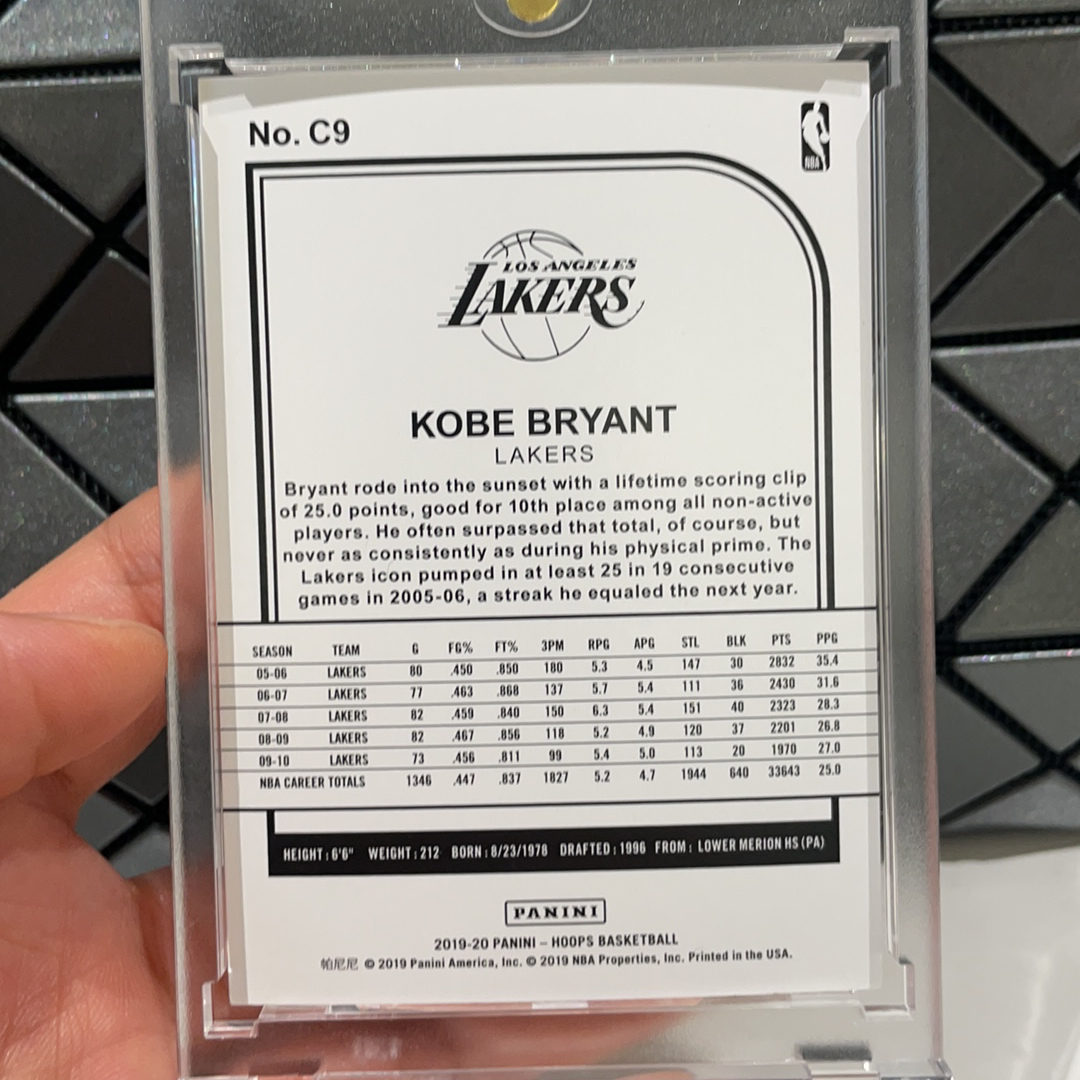 No. C9
NBA
LOS ANGELES
LAKERS
KOBE BRYANT
LAKERS
Bryant rode into the sunset with a lifetime scoring clip
of 25.0 points, good for 10th place among all non-active
players. He often surpassed that total, of course, but
never as consistently as during his physical prime. The
Lakers icon pumped in at least 25 in 19 consecutive
games in 2005-06, a streak he equaled the next year.
SEASON TEAM G FG% FT% 3PM RPG APG STL BLK PTS PPG
05-06 LAKERS 80 .450 .850 180 5.3 4.5 147 30 2832 35.4
06-07 LAKERS 77 .463 .868 137 5.7 5.4 111 36 2430 31.6
07-08 LAKERS 82 .459 .840 150 6.3 5.4 151 40 2323 28.3
08-09 LAKERS 82 .467 .856 118 5.2 4.9 120 37 2201 26.8
09-10 LAKERS 73 .456 .811 99 5.4 5.0 113 20 1970 27.0
NBA CAREER TOTALS 1346 .447 .837 1827 5.2 4.7 1944 640 33643 25.0
HEIGHT: 6'6" WEIGHT: 212 BORN: 8/23/1978 DRAFTED: 1996 FROM: LOWER MERION HS (PA)
PANINI
2019-20 PANINI – HOOPS BASKETBALL
帕尼尼 © 2019 Panini America, Inc. © 2019 NBA Properties, Inc. Printed in the USA.